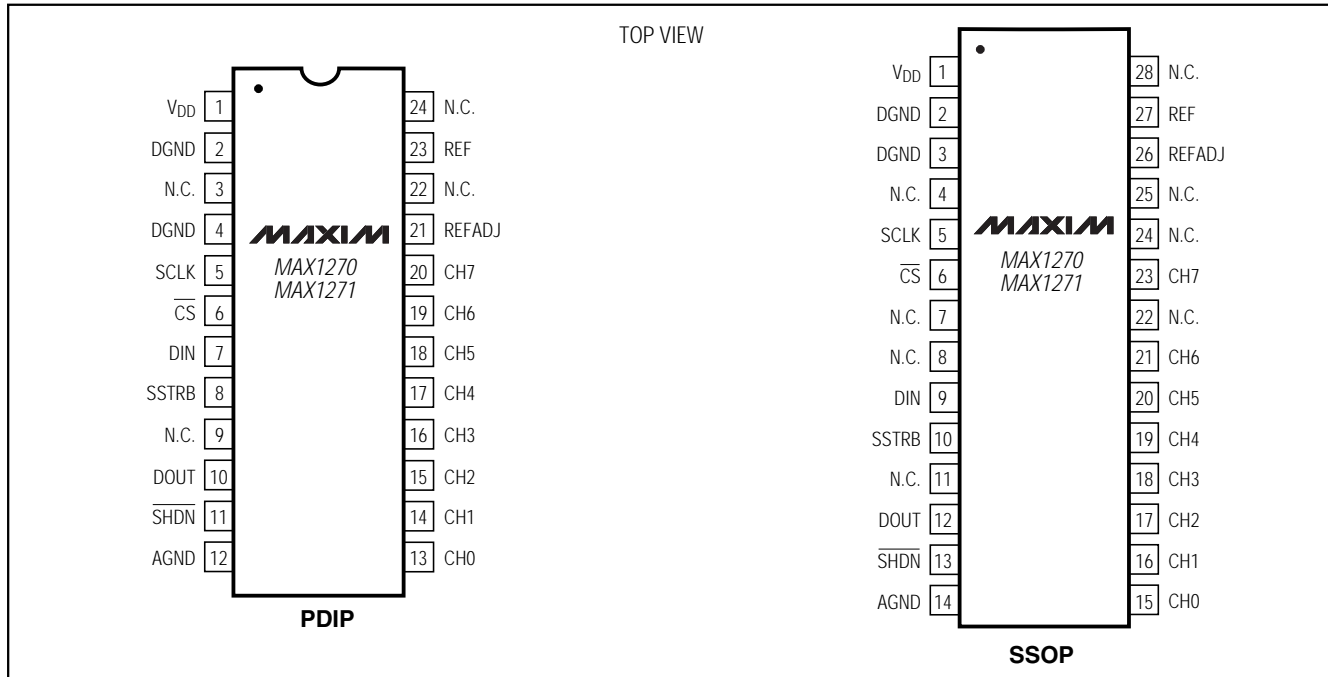 TOP VIEW
VDD 1 24 N.C.
DGND 2 23 REF
N.C. 3 22 N.C.
DGND 4 21 REFADJ
SCLK 5 20 CH7
CS 6 19 CH6
DIN 7 18 CH5
SSTRB 8 17 CH4
N.C. 9 16 CH3
DOUT 10 15 CH2
SHDN 11 14 CH1
AGND 12 13 CH0
MAXIM
MAX1270
MAX1271
PDIP
VDD 1 28 N.C.
DGND 2 27 REF
DGND 3 26 REFADJ
N.C. 4 25 N.C.
SCLK 5 24 N.C.
CS 6 23 CH7
N.C. 7 22 N.C.
N.C. 8 21 CH6
DIN 9 20 CH5
SSTRB 10 19 CH4
N.C. 11 18 CH3
DOUT 12 17 CH2
SHDN 13 16 CH1
AGND 14 15 CH0
MAXIM
MAX1270
MAX1271
SSOP